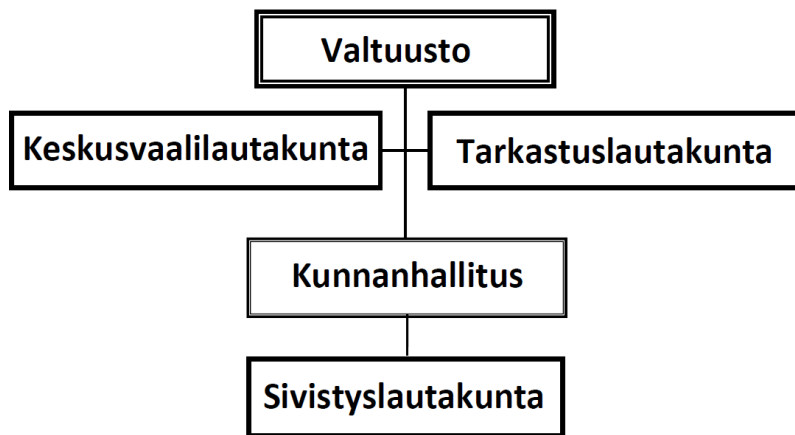 Valtuusto
Keskusvaalilautakunta
Tarkastuslautakunta
Kunnanhallitus
Sivistyslautakunta